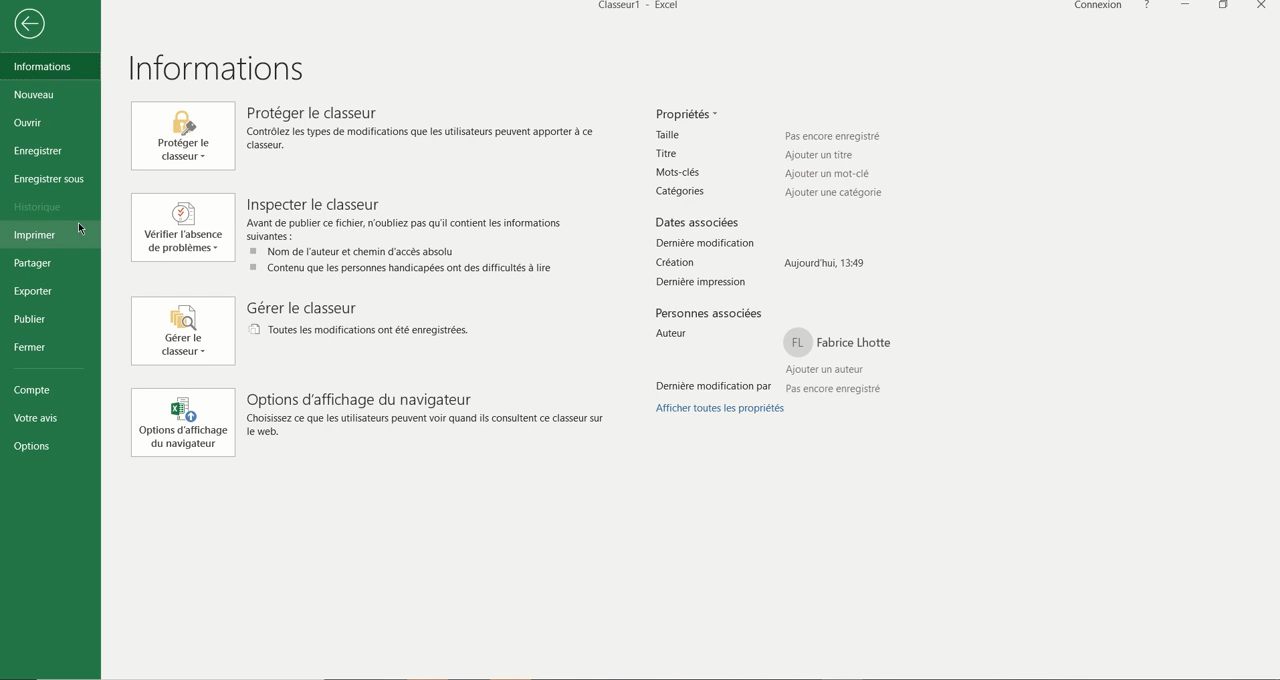 Classeur1 - Excel
Connexion ?
Informations
Nouveau
Ouvrir
Enregistrer
Enregistrer sous
Historique
Imprimer
Partager
Exporter
Publier
Fermer
Compte
Votre avis
Options
Informations
Protéger le
classeur
Protéger le classeur
Contrôlez les types de modifications que les utilisateurs peuvent apporter à ce
classeur.
Vérifier l'absence
de problèmes
Inspecter le classeur
Avant de publier ce fichier, n'oubliez pas qu'il contient les informations
suivantes :
Nom de l'auteur et chemin d'accès absolu
Contenu que les personnes handicapées ont des difficultés à lire
Gérer le
classeur
Gérer le classeur
Toutes les modifications ont été enregistrées.
Options d'affichage
du navigateur
Options d'affichage du navigateur
Choisissez ce que les utilisateurs peuvent voir quand ils consultent ce classeur sur
le web.
Propriétés
Taille Pas encore enregistré
Titre Ajouter un titre
Mots-clés Ajouter un mot-clé
Catégories Ajouter une catégorie
Dates associées
Dernière modification
Création Aujourd'hui, 13:49
Dernière impression
Personnes associées
Auteur
FL Fabrice Lhotte
Ajouter un auteur
Dernière modification par Pas encore enregistré
Afficher toutes les propriétés